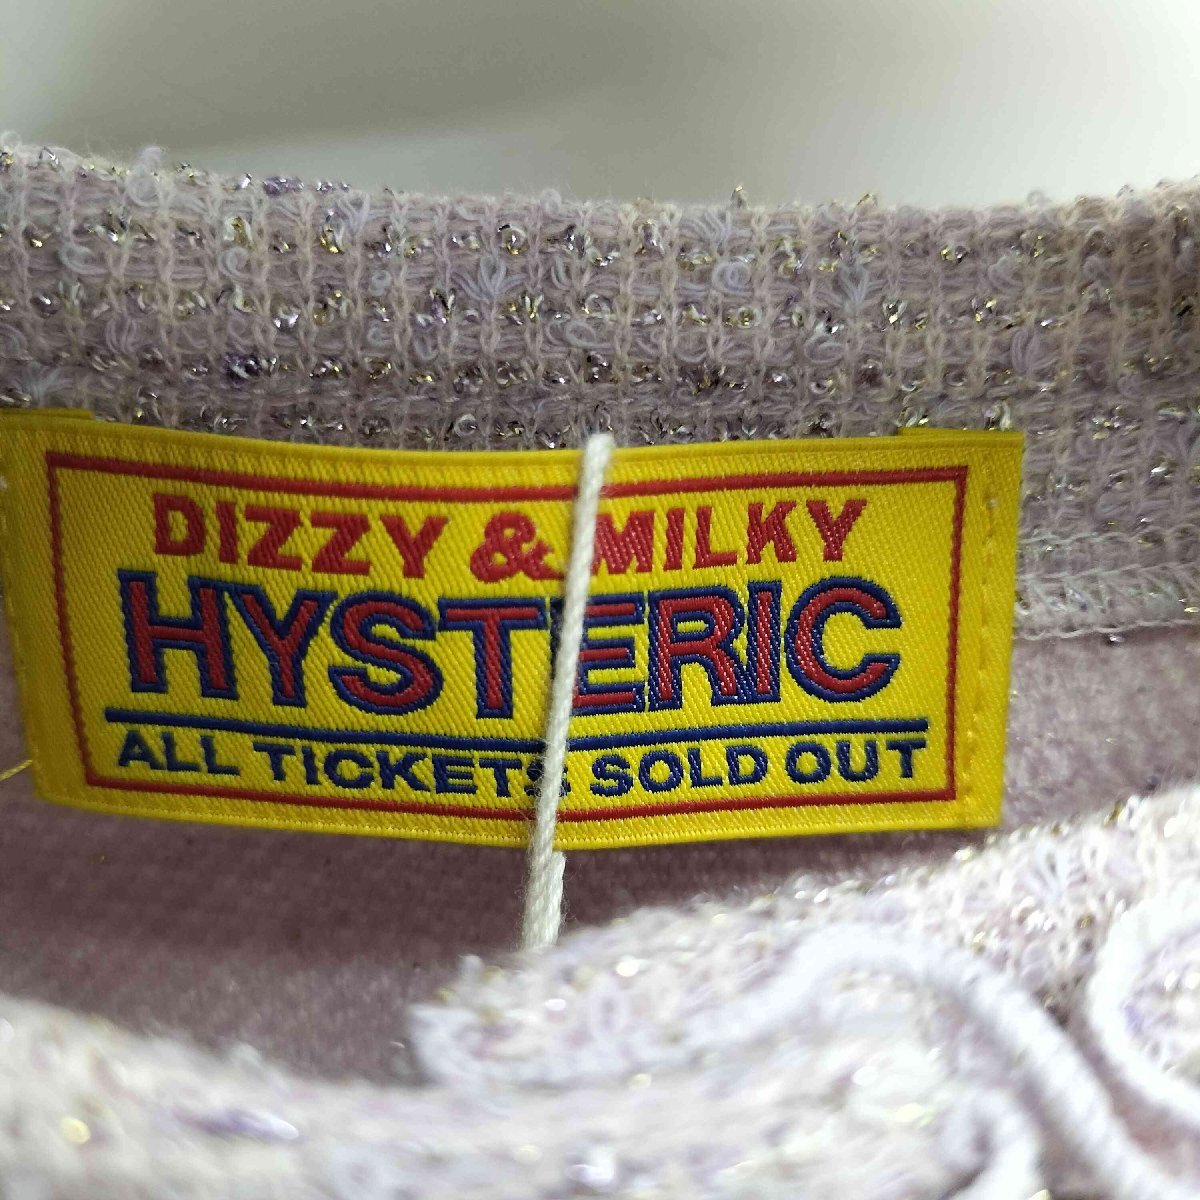 DIZZY & MILKY
HYSTERIC
ALL TICKETS SOLD OUT